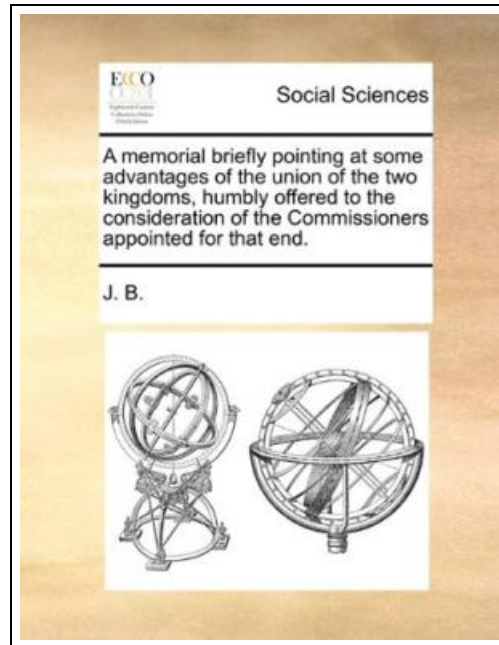 ECCO
Social Sciences
A memorial briefly pointing at some
advantages of the union of the two
kingdoms, humbly offered to the
consideration of the Commissioners
appointed for that end.
J. B.